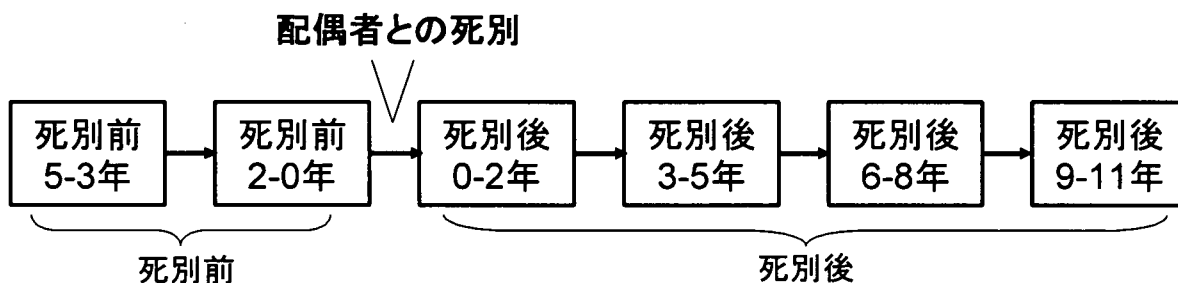 配偶者との死別
死別前
5-3年
死別前
2-0年
死別後
0-2年
死別後
3-5年
死別後
6-8年
死別後
9-11年
死別前
死別後